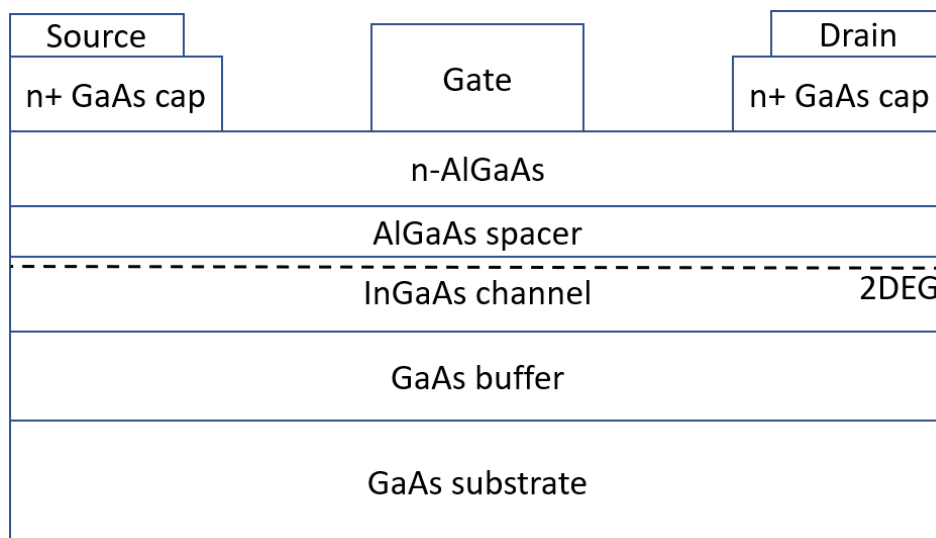 Source
Drain
n+ GaAs cap
Gate
n+ GaAs cap
n-AlGaAs
AlGaAs spacer
InGaAs channel
2DEG
GaAs buffer
GaAs substrate